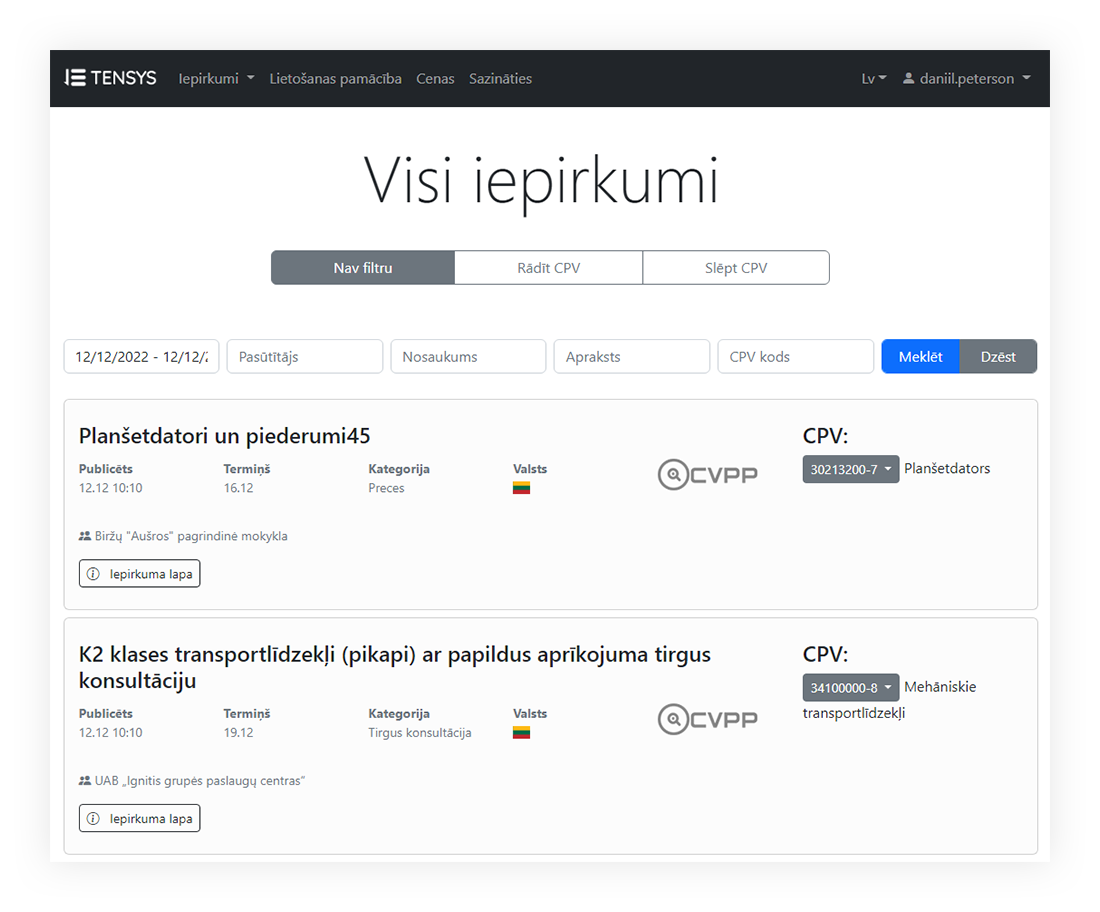 TENSYS Iepirkumi Lietošanas pamācība Cenas Sazināties Lv daniil.peterson
Visi iepirkumi
Nav filtru Rādīt CPV Slēpt CPV
12/12/2022 - 12/12/ Pasūtītājs Nosaukums Apraksts CPV kods Meklēt Dzēst
Planšetdatori un piederumi45
CPV:
Publicēts Termiņš Kategorija Valsts
12.12 10:10 16.12 Preces
CVPP
30213200-7 Planšetdators
Biržų "Aušros" pagrindinė mokykla
Iepirkuma lapa
K2 klases transportlīdzekļi (pikapi) ar papildus aprīkojuma tirgus
konsultāciju
CPV:
34100000-8 Mehāniskie
transportlīdzekļi
Publicēts Termiņš Kategorija Valsts
12.12 10:10 19.12 Tirgus konsultācija
CVPP
UAB „Ignitis grupės paslaugų centras“
Iepirkuma lapa